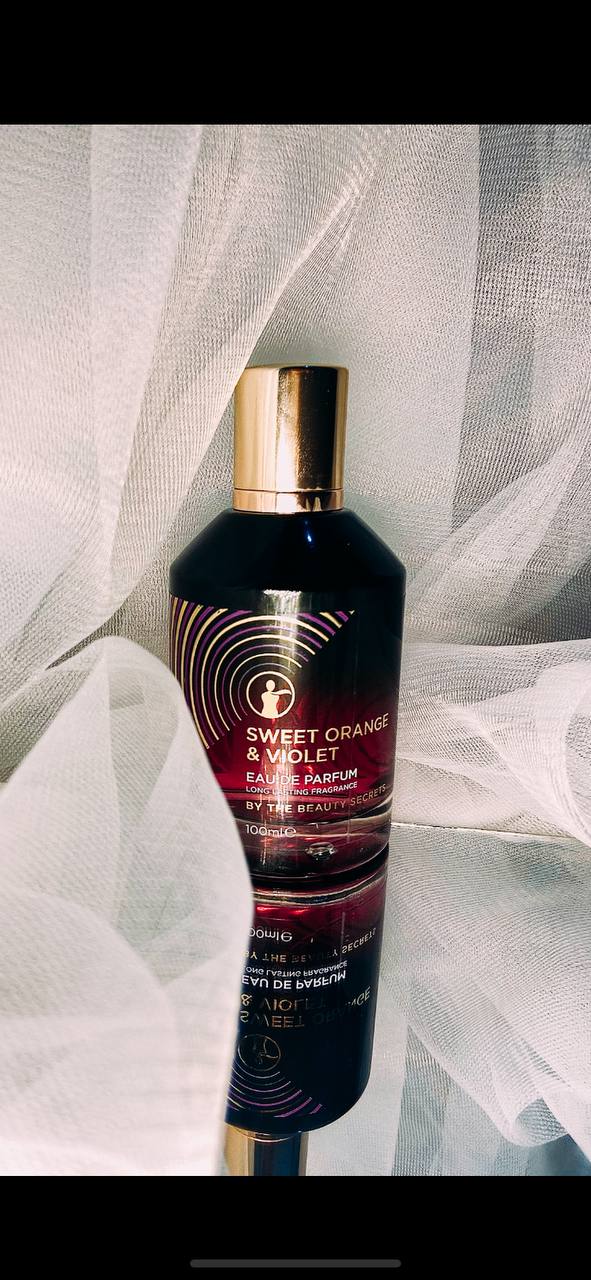 SWEET ORANGE
& VIOLET
EAU DE PARFUM
LONG LASTING FRAGRANCE
BY THE BEAUTY SECRETS
100ml e